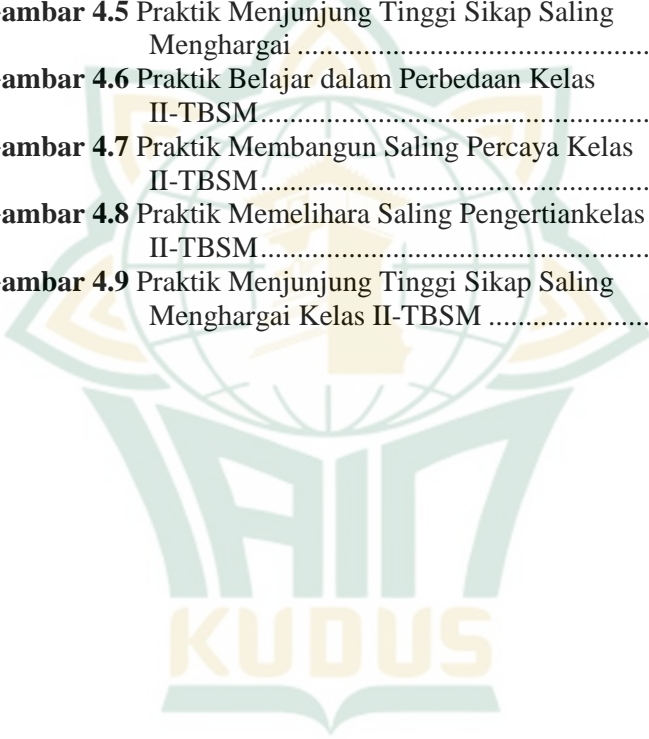 ambar 4.5 Praktik Menjunjung Tinggi Sikap Saling
Menghargai ................................................
ambar 4.6 Praktik Belajar dalam Perbedaan Kelas
II-TBSM.....................................................
ambar 4.7 Praktik Membangun Saling Percaya Kelas
II-TBSM.....................................................
ambar 4.8 Praktik Memelihara Saling Pengertiankelas
II-TBSM.....................................................
ambar 4.9 Praktik Menjunjung Tinggi Sikap Saling
Menghargai Kelas II-TBSM ......................
IAIN
KUDUS